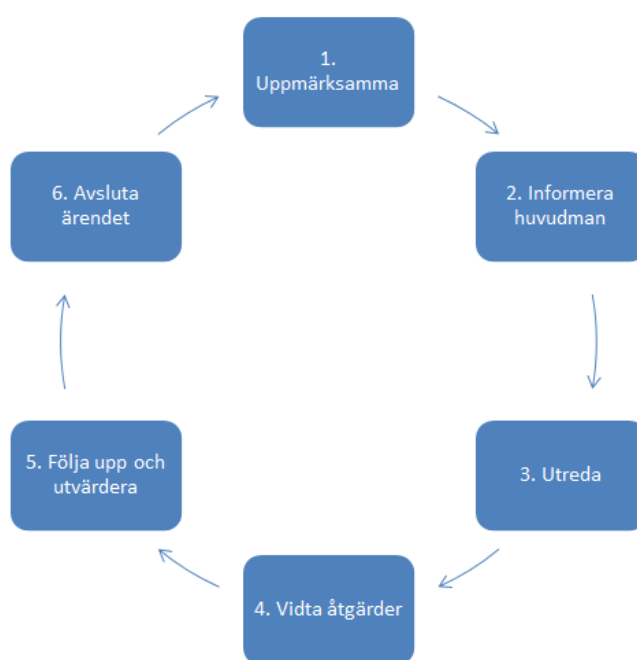 1.
Uppmärksamma
2. Informera
huvudman
3. Utreda
4. Vidta åtgärder
5. Följa upp och
utvärdera
6. Avsluta
ärendet